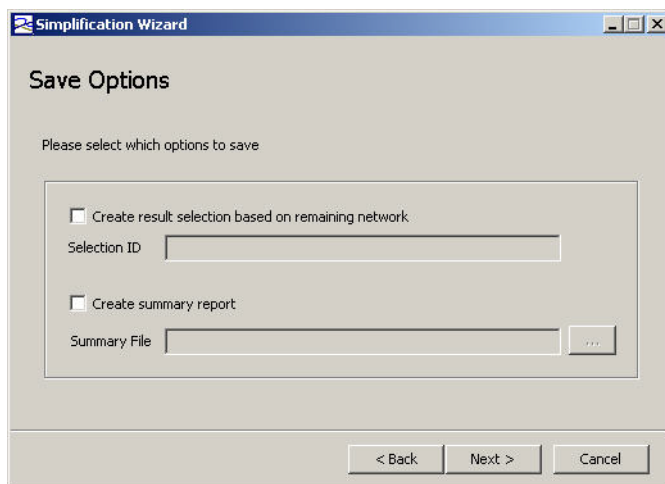 Simplification Wizard
Save Options
Please select which options to save
Create result selection based on remaining network
Selection ID
Create summary report
Summary File ...
< Back Next > Cancel